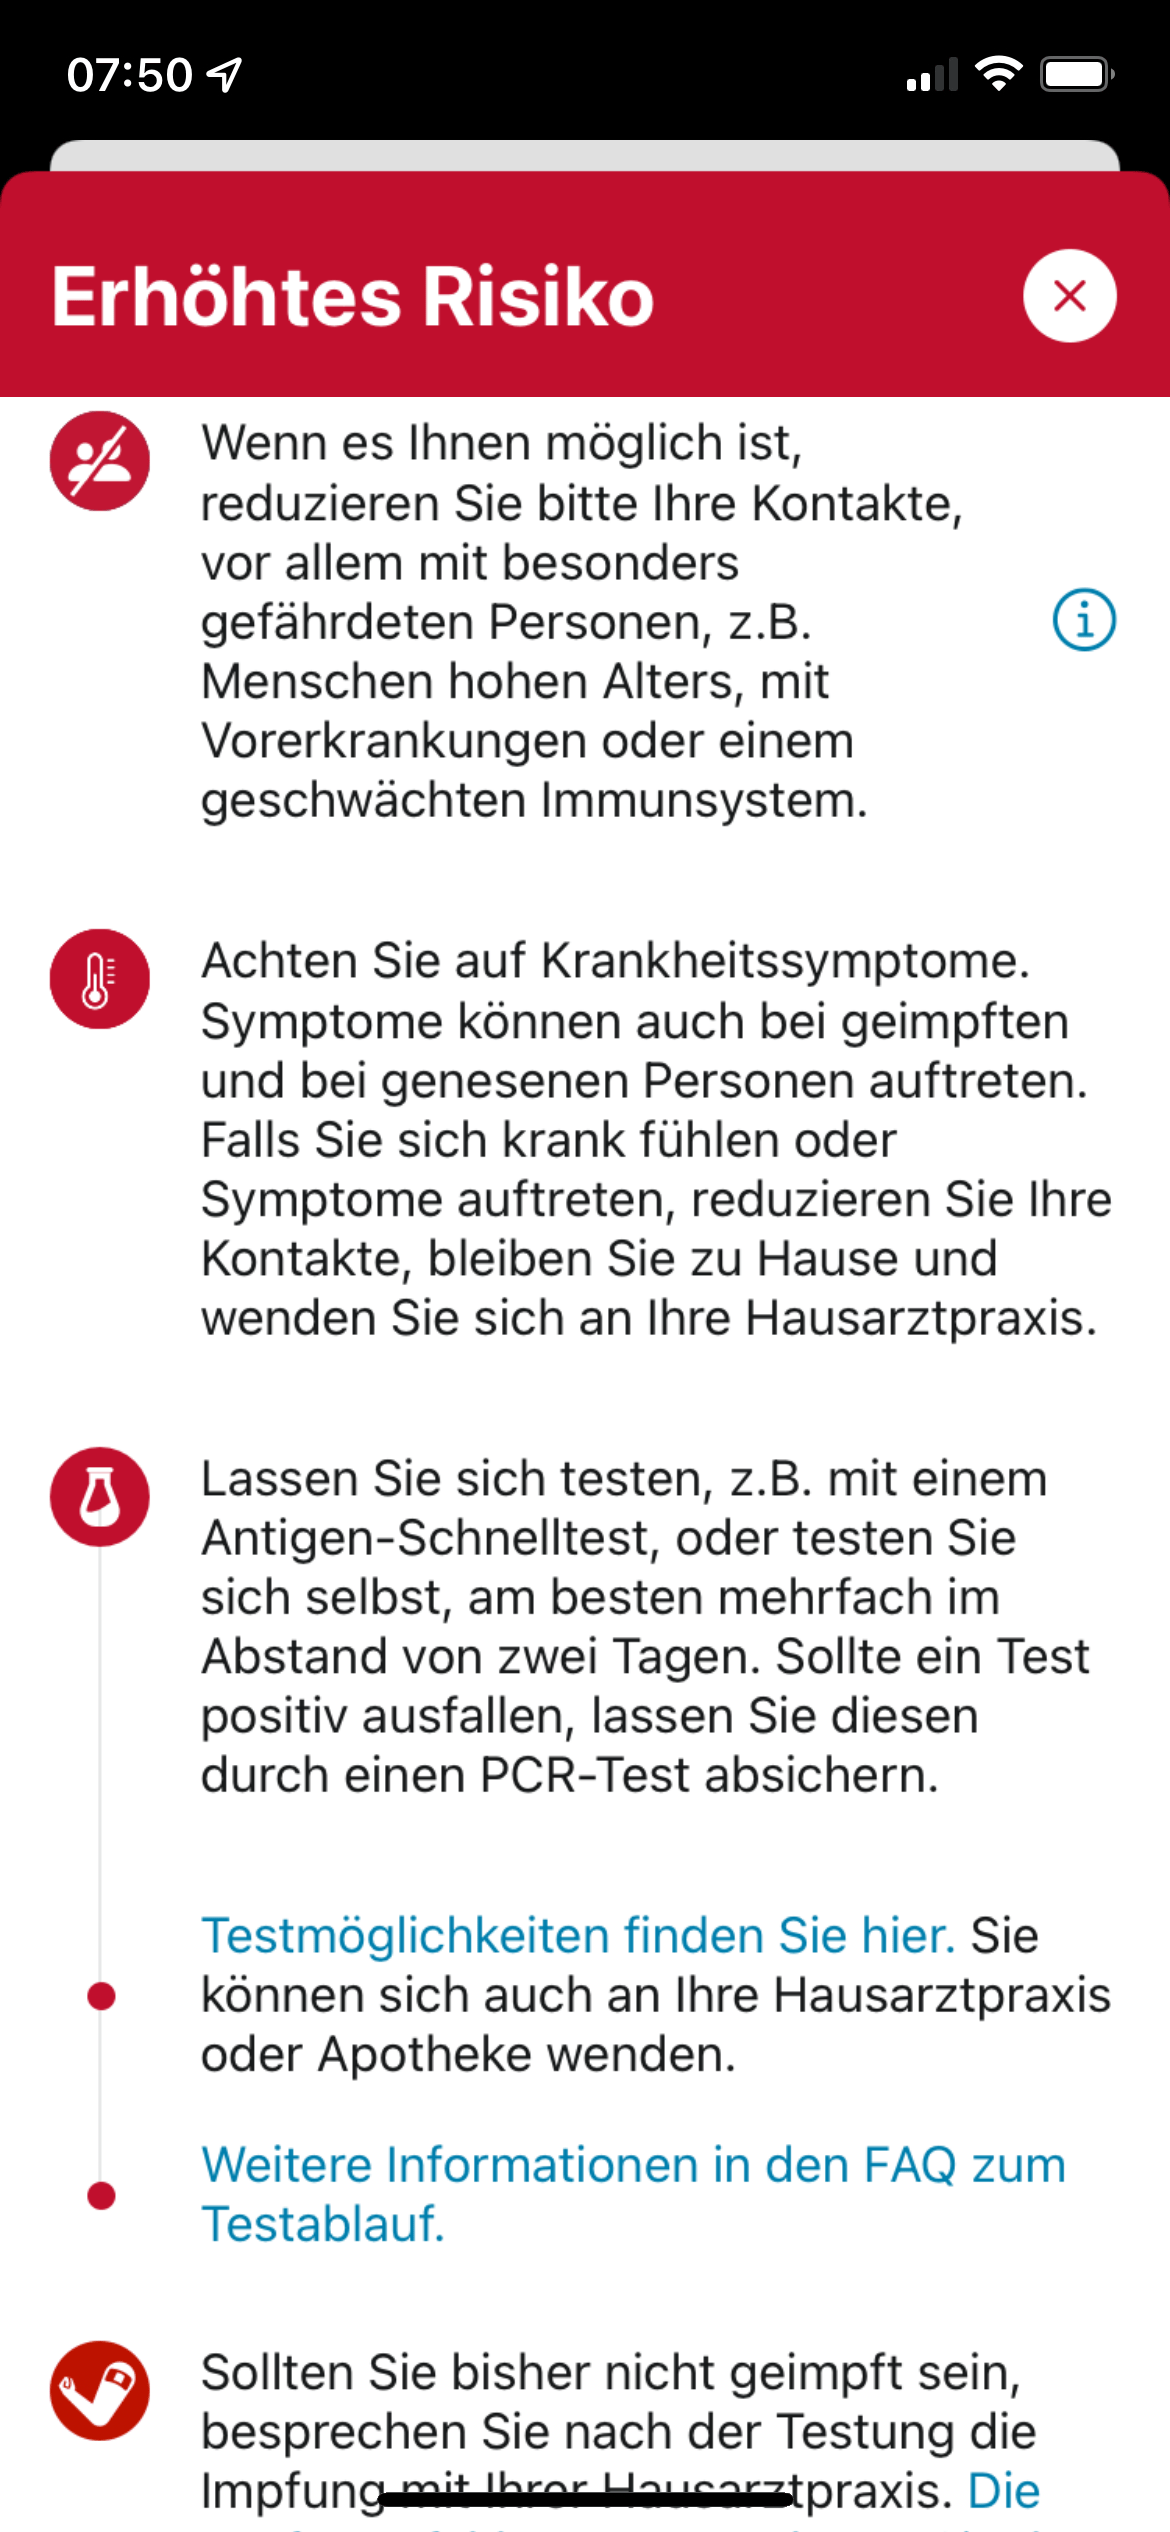 07:50
Erhöhtes Risiko
Wenn es Ihnen möglich ist,
reduzieren Sie bitte Ihre Kontakte,
vor allem mit besonders
gefährdeten Personen, z.B.
Menschen hohen Alters, mit
Vorerkrankungen oder einem
geschwächten Immunsystem.
Achten Sie auf Krankheitssymptome.
Symptome können auch bei geimpften
und bei genesenen Personen auftreten.
Falls Sie sich krank fühlen oder
Symptome auftreten, reduzieren Sie Ihre
Kontakte, bleiben Sie zu Hause und
wenden Sie sich an Ihre Hausarztpraxis.
Lassen Sie sich testen, z.B. mit einem
Antigen-Schnelltest, oder testen Sie
sich selbst, am besten mehrfach im
Abstand von zwei Tagen. Sollte ein Test
positiv ausfallen, lassen Sie diesen
durch einen PCR-Test absichern.
Testmöglichkeiten finden Sie hier. Sie
können sich auch an Ihre Hausarztpraxis
oder Apotheke wenden.
Weitere Informationen in den FAQ zum
Testablauf.
Sollten Sie bisher nicht geimpft sein,
besprechen Sie nach der Testung die
Impfung mit Ihrer Hausarztpraxis. Die